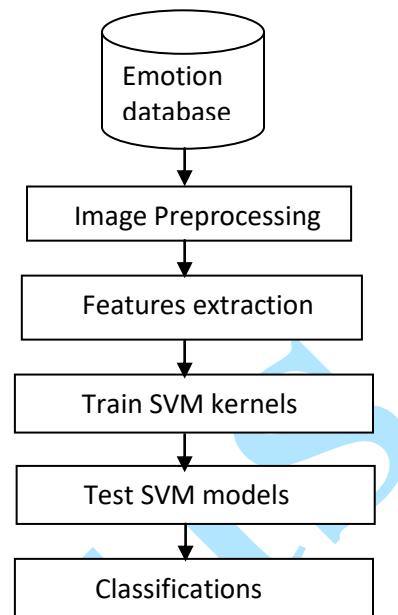 Emotion
database
Image Preprocessing
Features extraction
Train SVM kernels
Test SVM models
Classifications